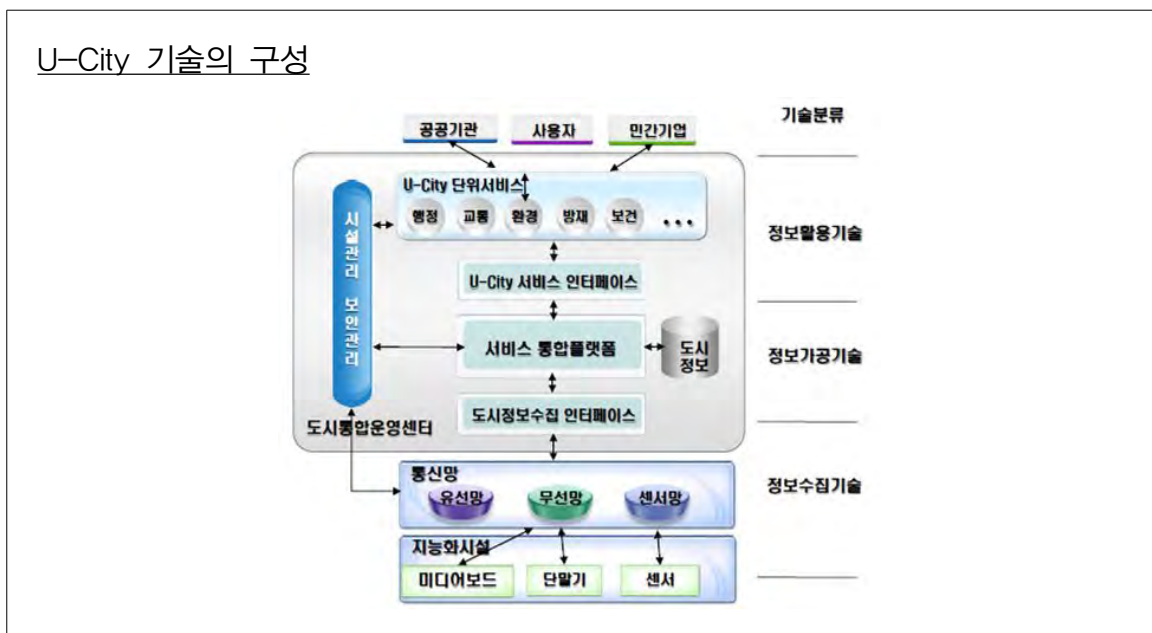 U-City 기술의 구성
기술분류
공공기관 사용자 민간기업
U-City 단위서비스
행정 교통 환경 방재 보건 •••
정보활용기술
시설관리 보안관리
U-City 서비스 인터페이스
서비스 통합플랫폼
도시
정보
정보가공기술
도시정보수집 인터페이스
도시통합운영센터
통신망
유선망 무선망 센서망
정보수집기술
지능화시설
미디어보드 단말기 센서